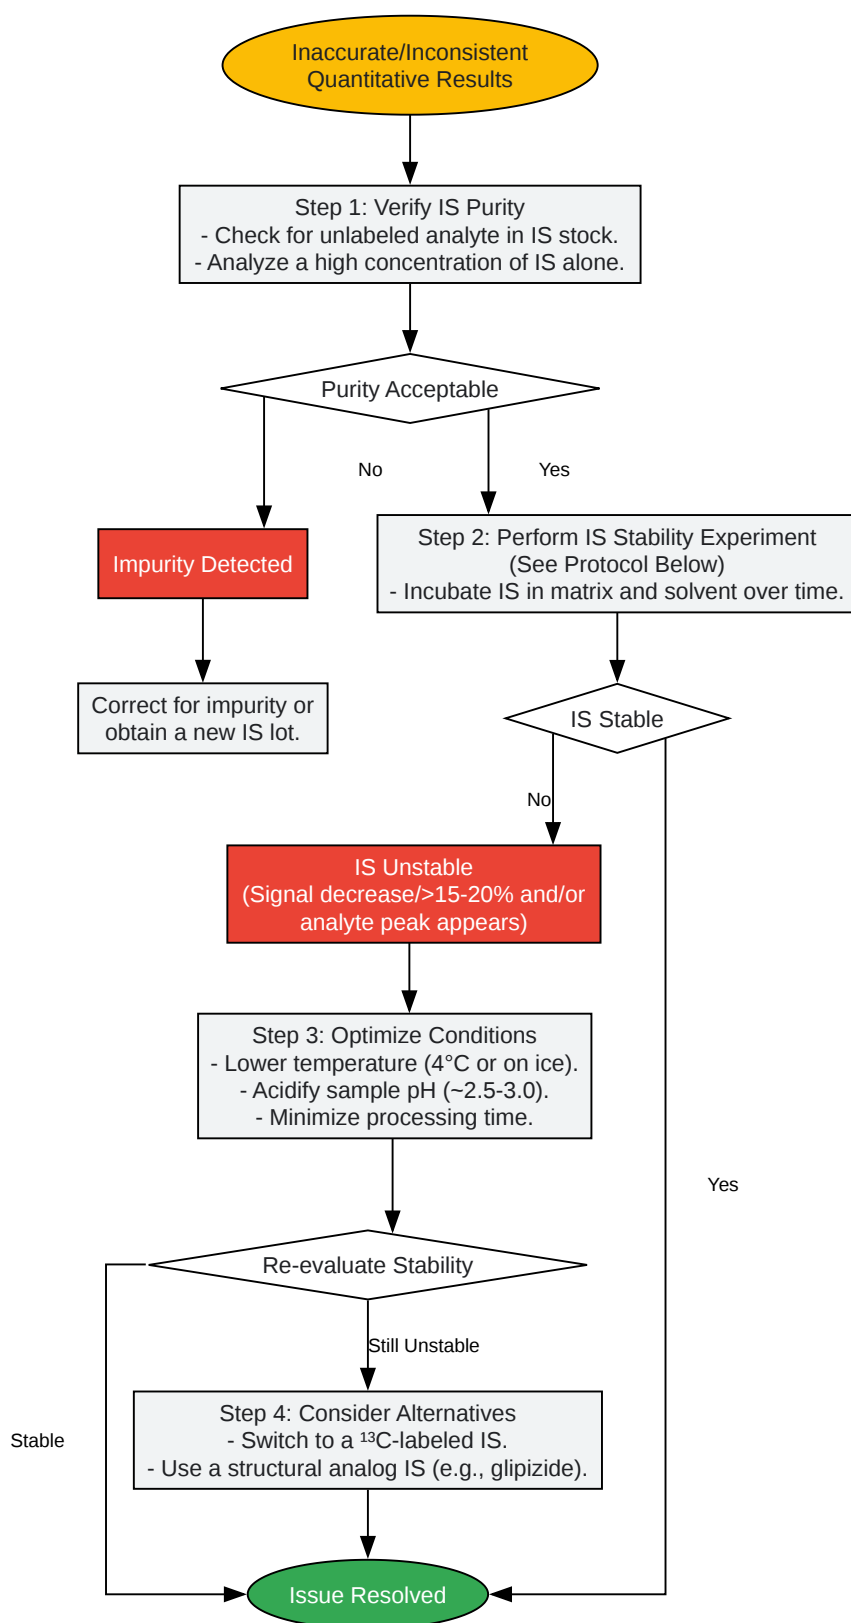 Inaccurate/Inconsistent
Quantitative Results
Step 1: Verify IS Purity
- Check for unlabeled analyte in IS stock.
- Analyze a high concentration of IS alone.
Purity Acceptable
No
Yes
Impurity Detected
Step 2: Perform IS Stability Experiment
(See Protocol Below)
- Incubate IS in matrix and solvent over time.
Correct for impurity or
obtain a new IS lot.
IS Stable
No
IS Unstable
(Signal decrease/>15-20% and/or
analyte peak appears)
Step 3: Optimize Conditions
- Lower temperature (4°C or on ice).
- Acidify sample pH (~2.5-3.0).
- Minimize processing time.
Yes
Re-evaluate Stability
Still Unstable
Step 4: Consider Alternatives
- Switch to a ¹³C-labeled IS.
- Use a structural analog IS (e.g., glipizide).
Stable
Issue Resolved